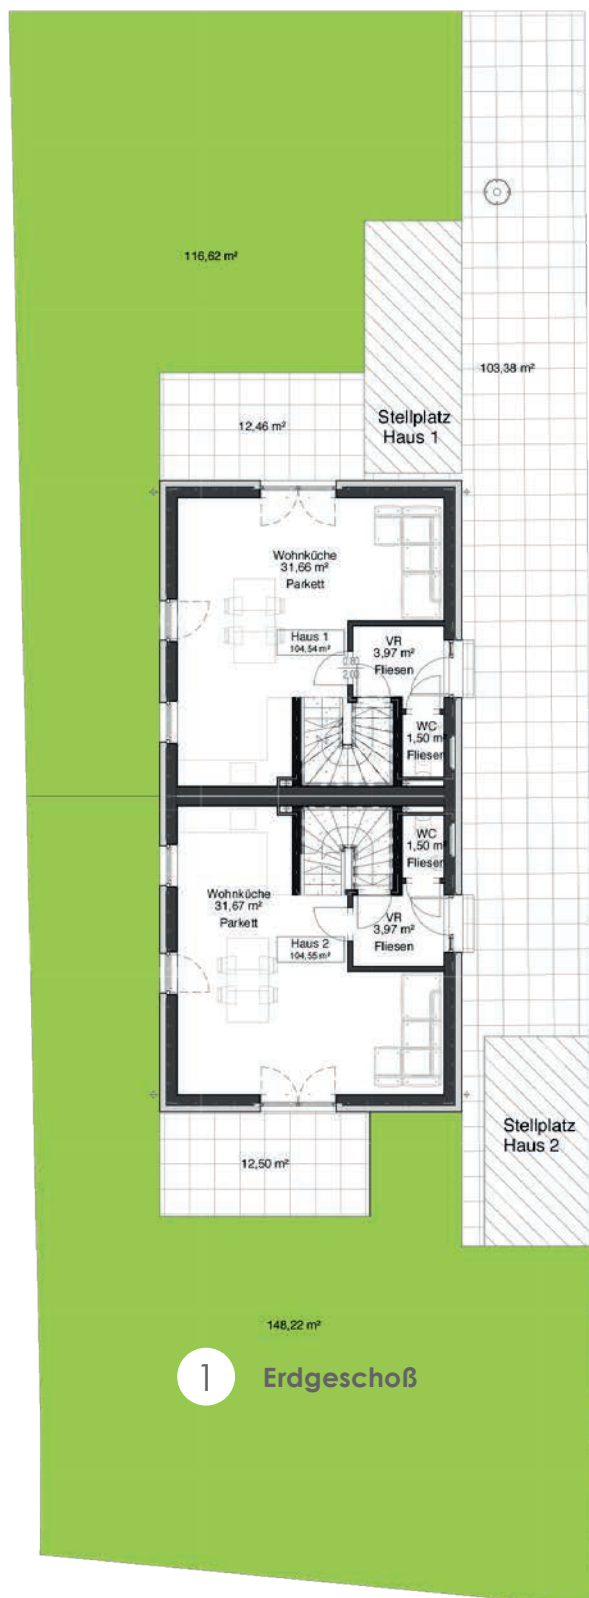 116,62 m²
103,38 m²
Stellplatz
Haus 1
12,46 m²
Wohnküche
31,66 m²
Parkett
Haus 1
104,54 m²
VR
3,97 m²
Fliesen
0,80
2,00
WC
1,50 m²
Fliesen
WC
1,50 m
Fliesen
Wohnküche
31,67 m²
Parkett
VR
3,97 m²
Fliesen
Haus 2
104,55 m²
Stellplatz
Haus 2
12,50 m²
148,22 m²
1 Erdgeschoß